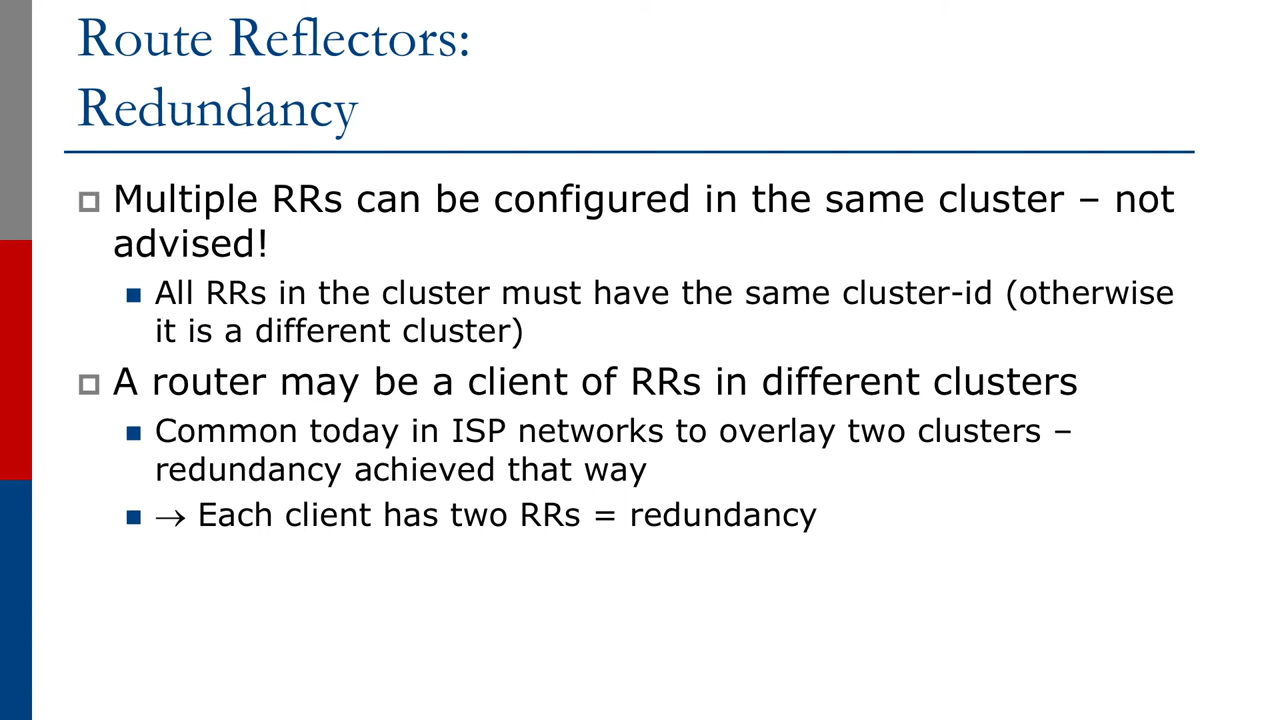 Route Reflectors:
Redundancy
Multiple RRs can be configured in the same cluster – not
advised!
All RRs in the cluster must have the same cluster-id (otherwise
it is a different cluster)
A router may be a client of RRs in different clusters
Common today in ISP networks to overlay two clusters –
redundancy achieved that way
→ Each client has two RRs = redundancy